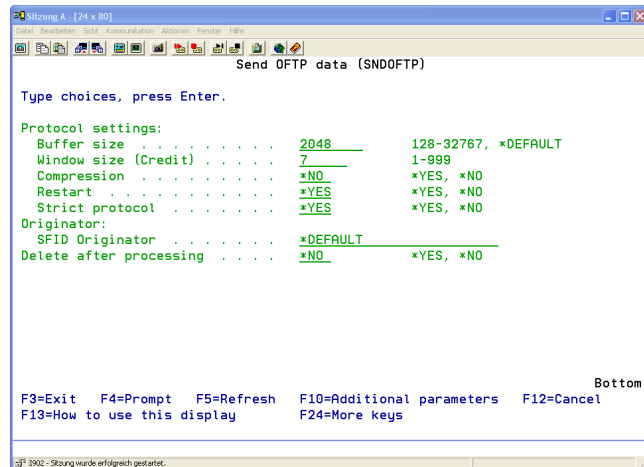 Sitzung A - [24 x 80]
Datei Bearbeiten Sicht Kommunikation Aktionen Fenster Hilfe
Send OFTP data (SNDOFTP)
Type choices, press Enter.
Protocol settings:
Buffer size . . . . . . . . . 2048 128-32767, *DEFAULT
Window size (Credit) . . . . . 7 1-999
Compression . . . . . . . . . *NO *YES, *NO
Restart . . . . . . . . . . . *YES *YES, *NO
Strict protocol . . . . . . . *YES *YES, *NO
Originator:
SFID Originator . . . . . . . *DEFAULT
Delete after processing . . . . *NO *YES, *NO
Bottom
F3=Exit F4=Prompt F5=Refresh F10=Additional parameters F12=Cancel
F13=How to use this display F24=More keys
I902 - Sitzung wurde erfolgreich gestartet.